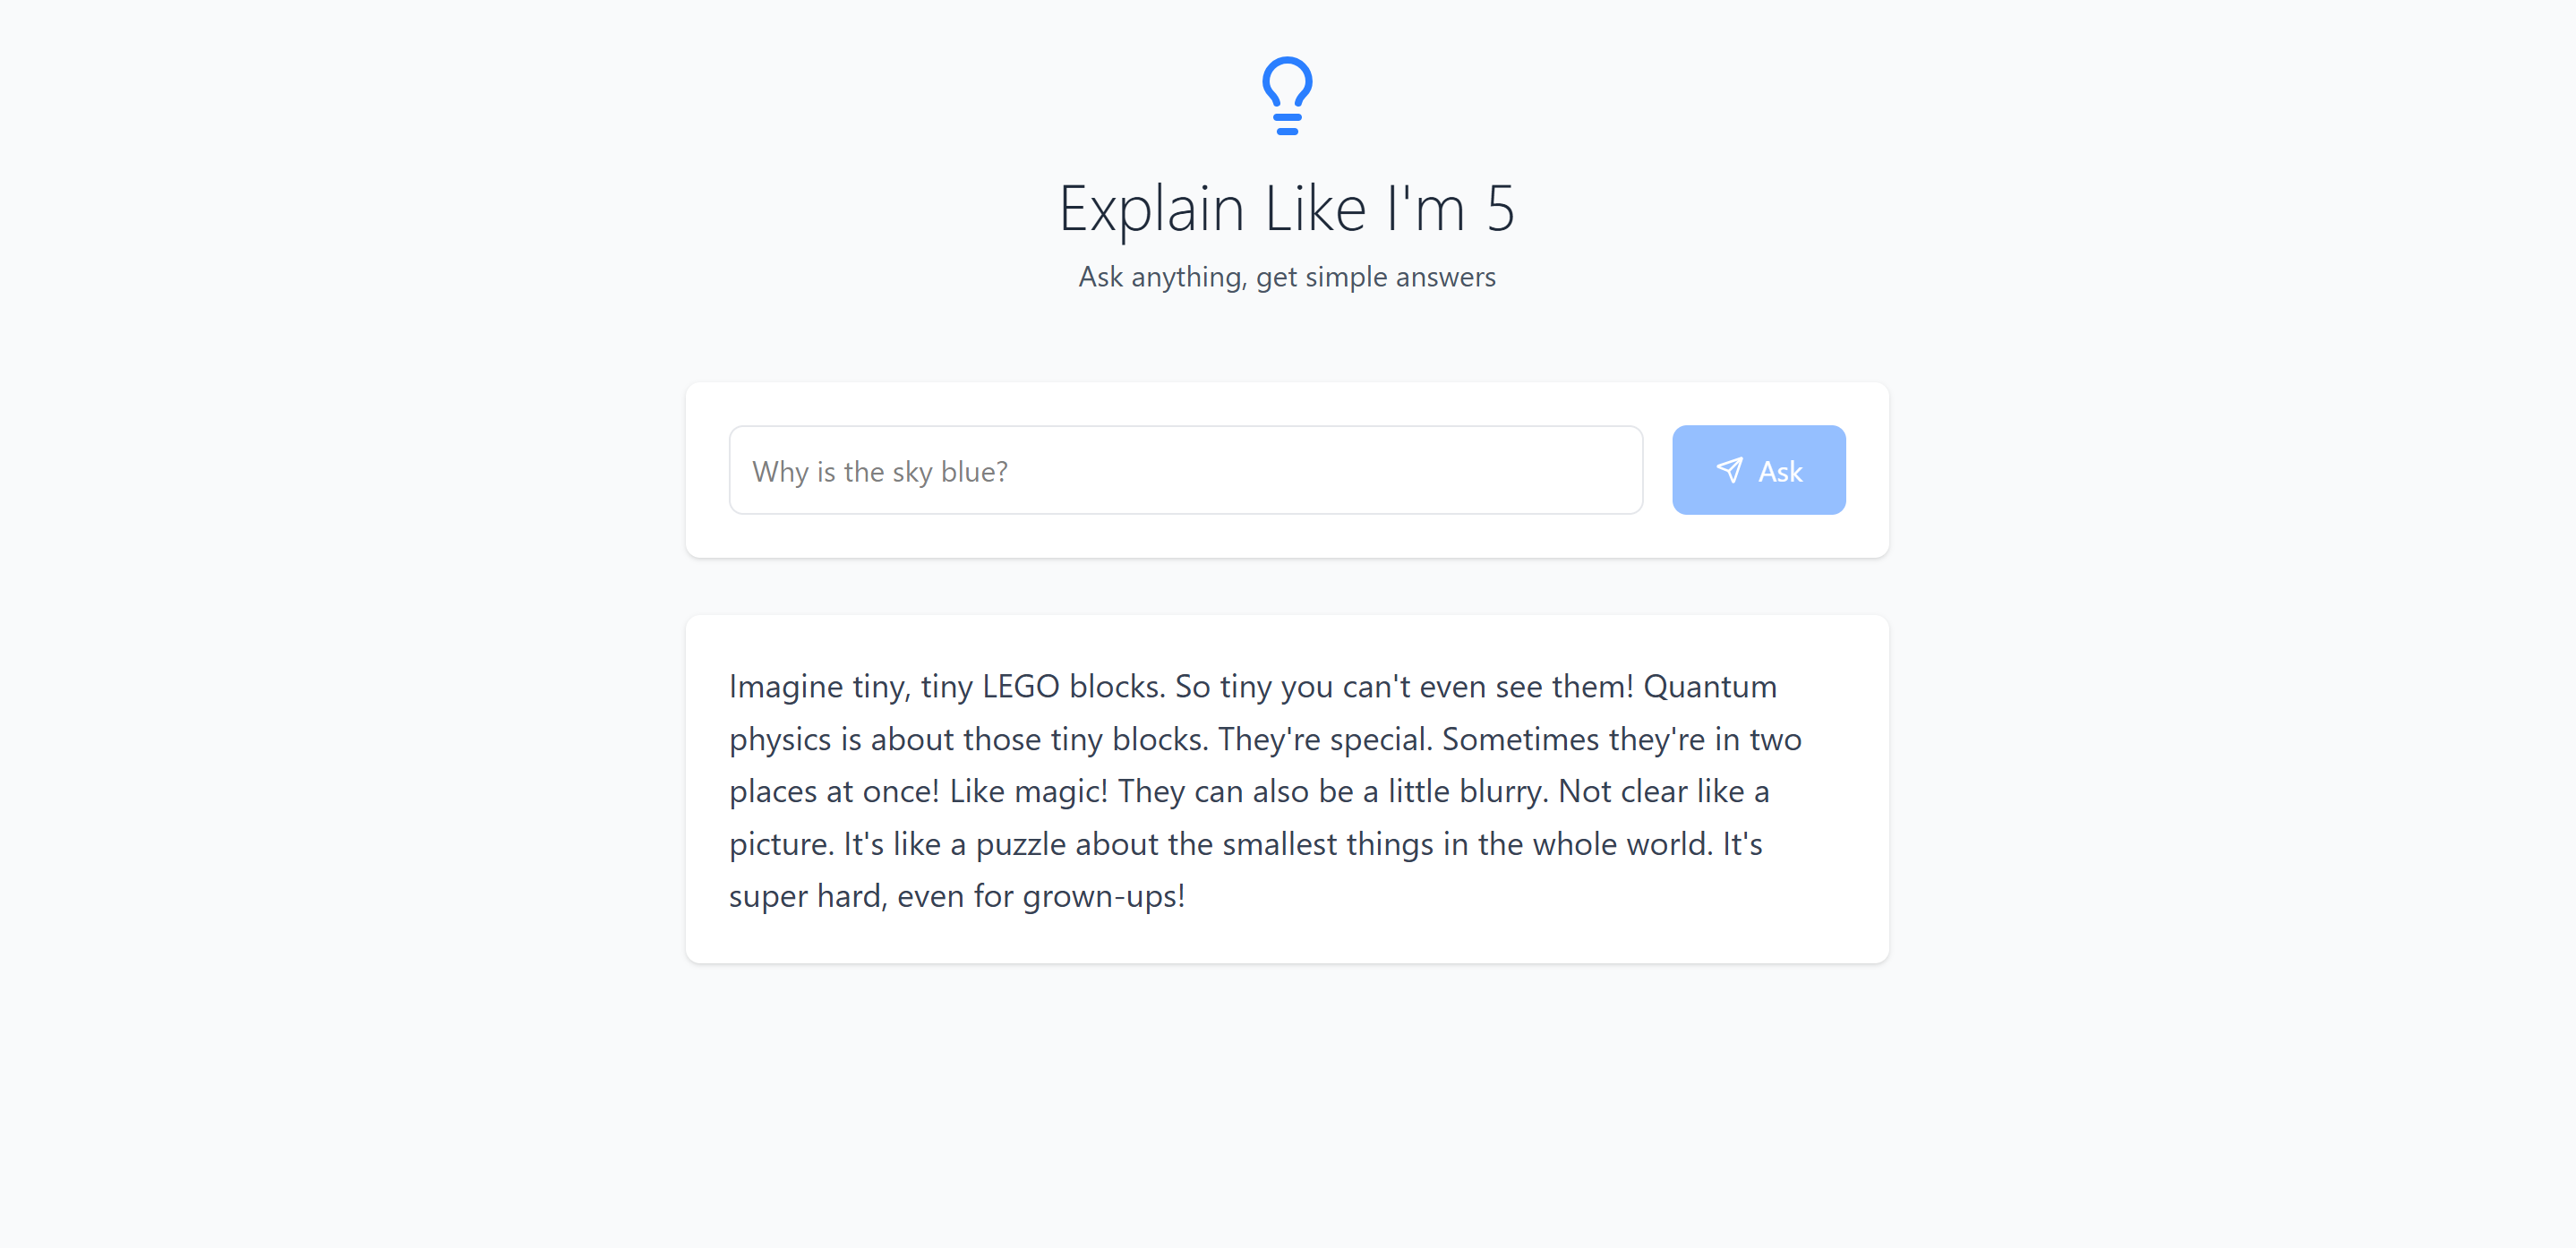 Explain Like I'm 5
Ask anything, get simple answers
Why is the sky blue?
Ask
Imagine tiny, tiny LEGO blocks. So tiny you can't even see them! Quantum
physics is about those tiny blocks. They're special. Sometimes they're in two
places at once! Like magic! They can also be a little blurry. Not clear like a
picture. It's like a puzzle about the smallest things in the whole world. It's
super hard, even for grown-ups!